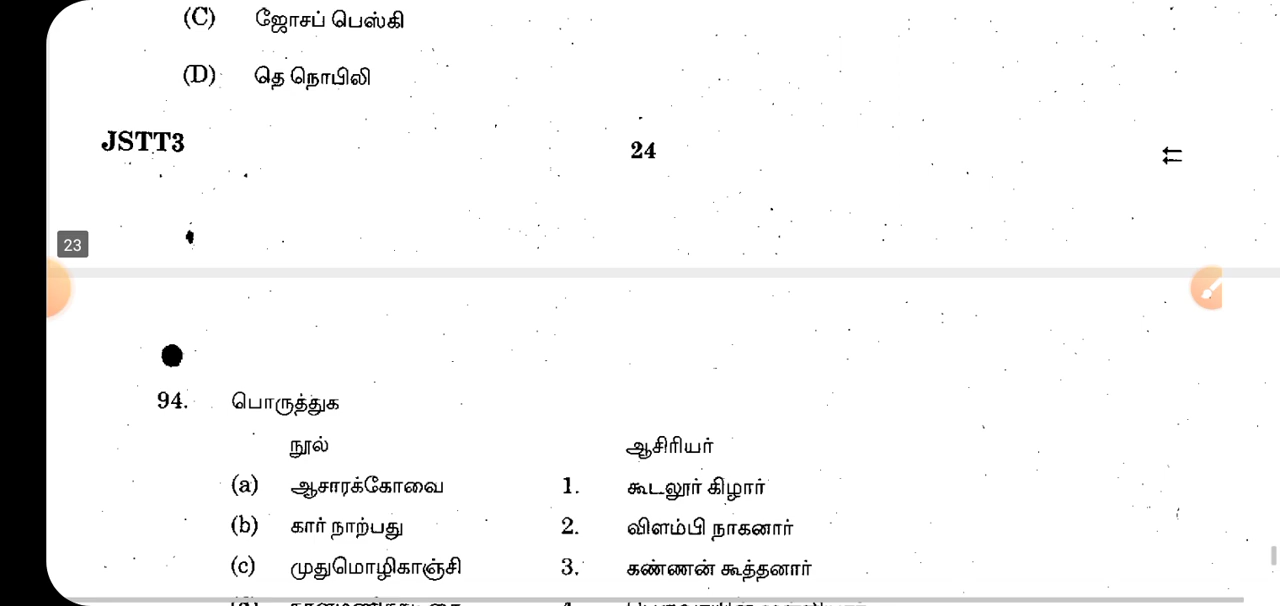 (C) ஜோசப் பெஸ்கி
(D) தெ நொபிலி
JSTT3 24 ⇇
23
94. பொருத்துக
நூல் ஆசிரியர்
(a) ஆசாரக்கோவை 1. கூடலூர் கிழார்
(b) கார் நாற்பது 2. விளம்பி நாகனார்
(c) முதுமொழிகாஞ்சி 3. கண்ணன் கூத்தனார்